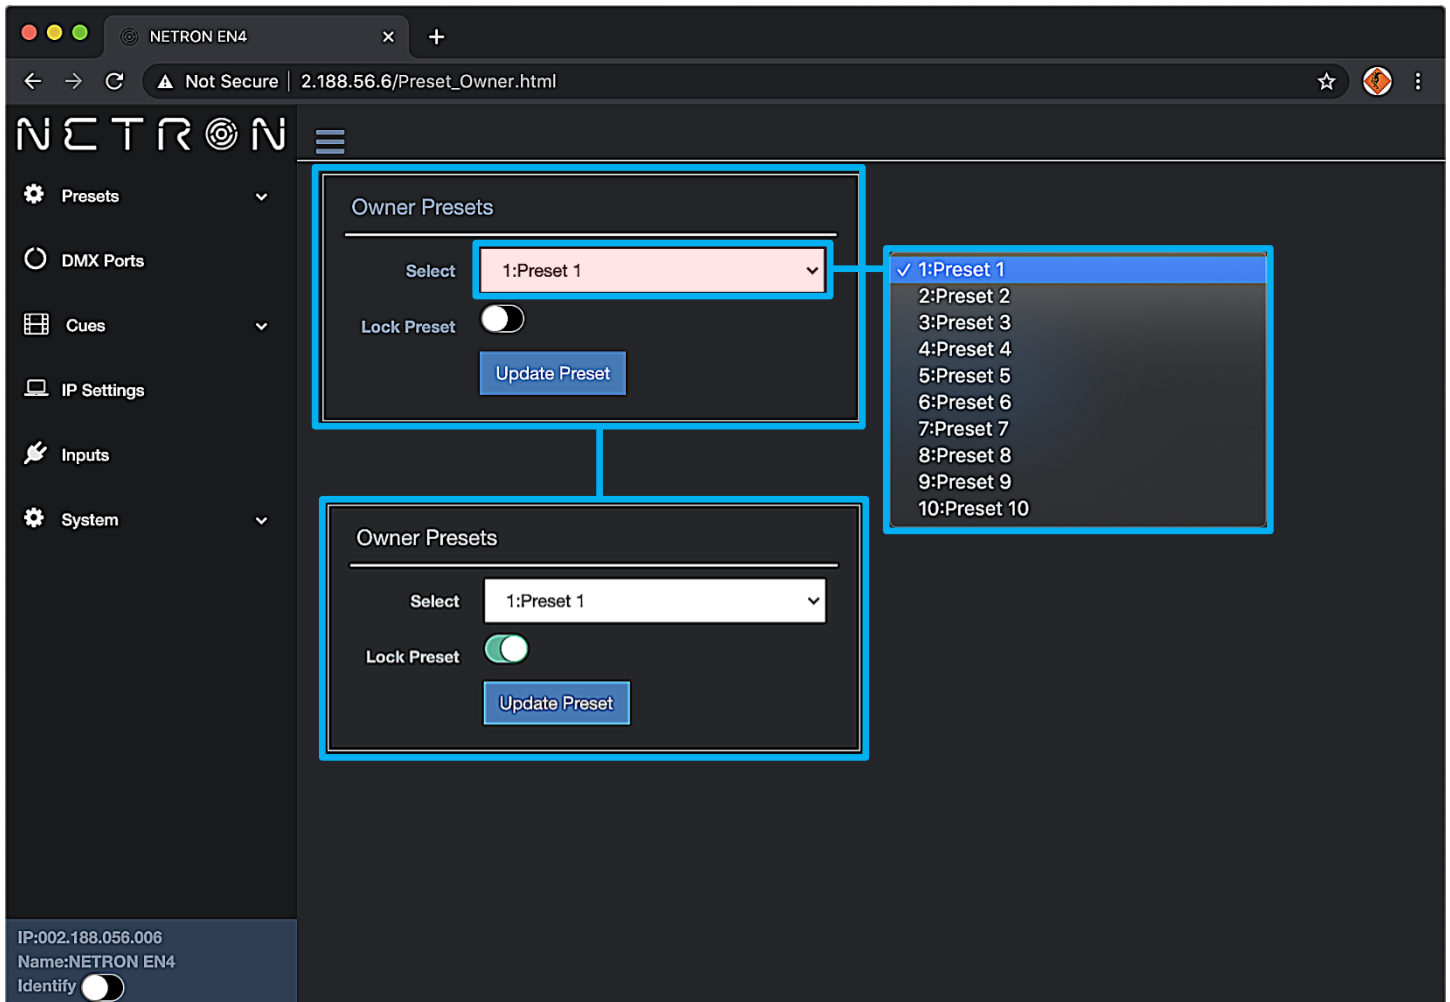 NETRON EN4
Not Secure
2.188.56.6/Preset_Owner.html
NETRON
Presets
DMX Ports
Cues
IP Settings
Inputs
System
Owner Presets
Select
1:Preset 1
Lock Preset
Update Preset
1:Preset 1
2:Preset 2
3:Preset 3
4:Preset 4
5:Preset 5
6:Preset 6
7:Preset 7
8:Preset 8
9:Preset 9
10:Preset 10
Owner Presets
Select
1:Preset 1
Lock Preset
Update Preset
IP:002.188.056.006
Name:NETRON EN4
Identify